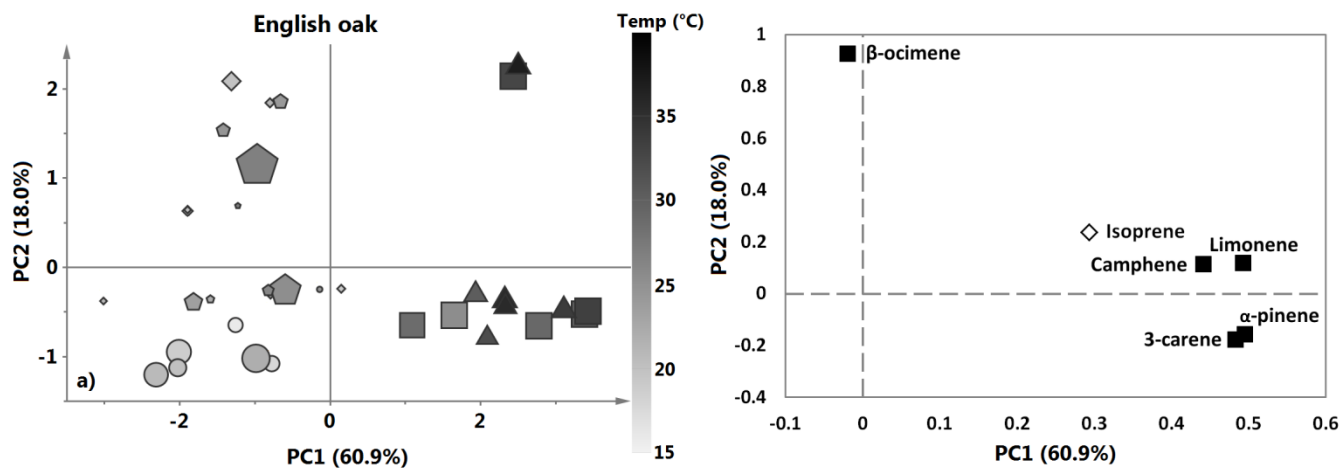 English oak
Temp (°C)
PC2 (18.0%)
2
1
0
-1
a)
-2
0
2
PC1 (60.9%)
35
30
25
20
15
PC2 (18.0%)
1
0.8
0.6
0.4
0.2
0
-0.2
-0.4
β-ocimene
Isoprene
Limonene
Camphene
α-pinene
3-carene
-0.1
0
0.1
0.2
0.3
0.4
0.5
0.6
PC1 (60.9%)